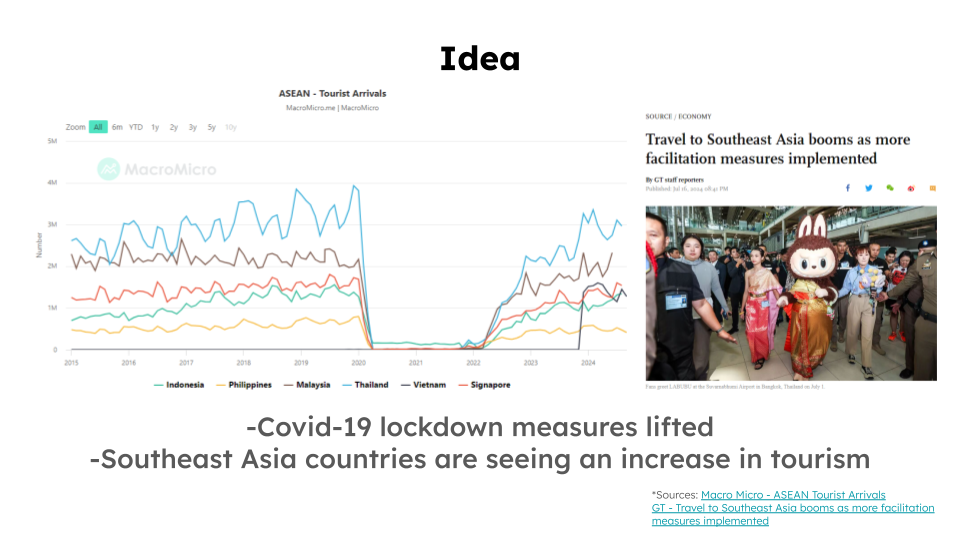 Idea
ASEAN - Tourist Arrivals
MacroMicro.me | MacroMicro
Zoom All 6m YTD 1y 2y 3y 5y 10y
MacroMicro
5M
4M
3M
2M
1M
0
Number
2015 2016 2017 2018 2019 2020 2021 2022 2023 2024
Indonesia Philippines Malaysia Thailand Vietnam Signapore
SOURCE / ECONOMY
Travel to Southeast Asia booms as more
facilitation measures implemented
By GT staff reporters
Published: Jul 16, 2024 08:41 PM
Fans greet LABUBU at the Suvarnabhumi Airport in Bangkok, Thailand on July 1.
-Covid-19 lockdown measures lifted
-Southeast Asia countries are seeing an increase in tourism
*Sources: Macro Micro - ASEAN Tourist Arrivals
GT - Travel to Southeast Asia booms as more facilitation
measures implemented